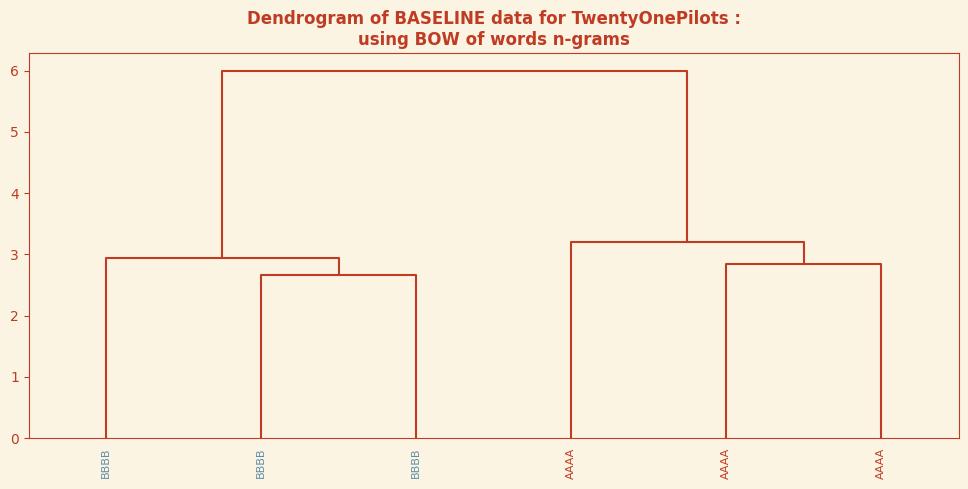 Dendrogram of BASELINE data for TwentyOnePilots :
using BOW of words n-grams
6
5
4
3
2
1
0
BBBB
BBBB
BBBB
AAAA
AAAA
AAAA